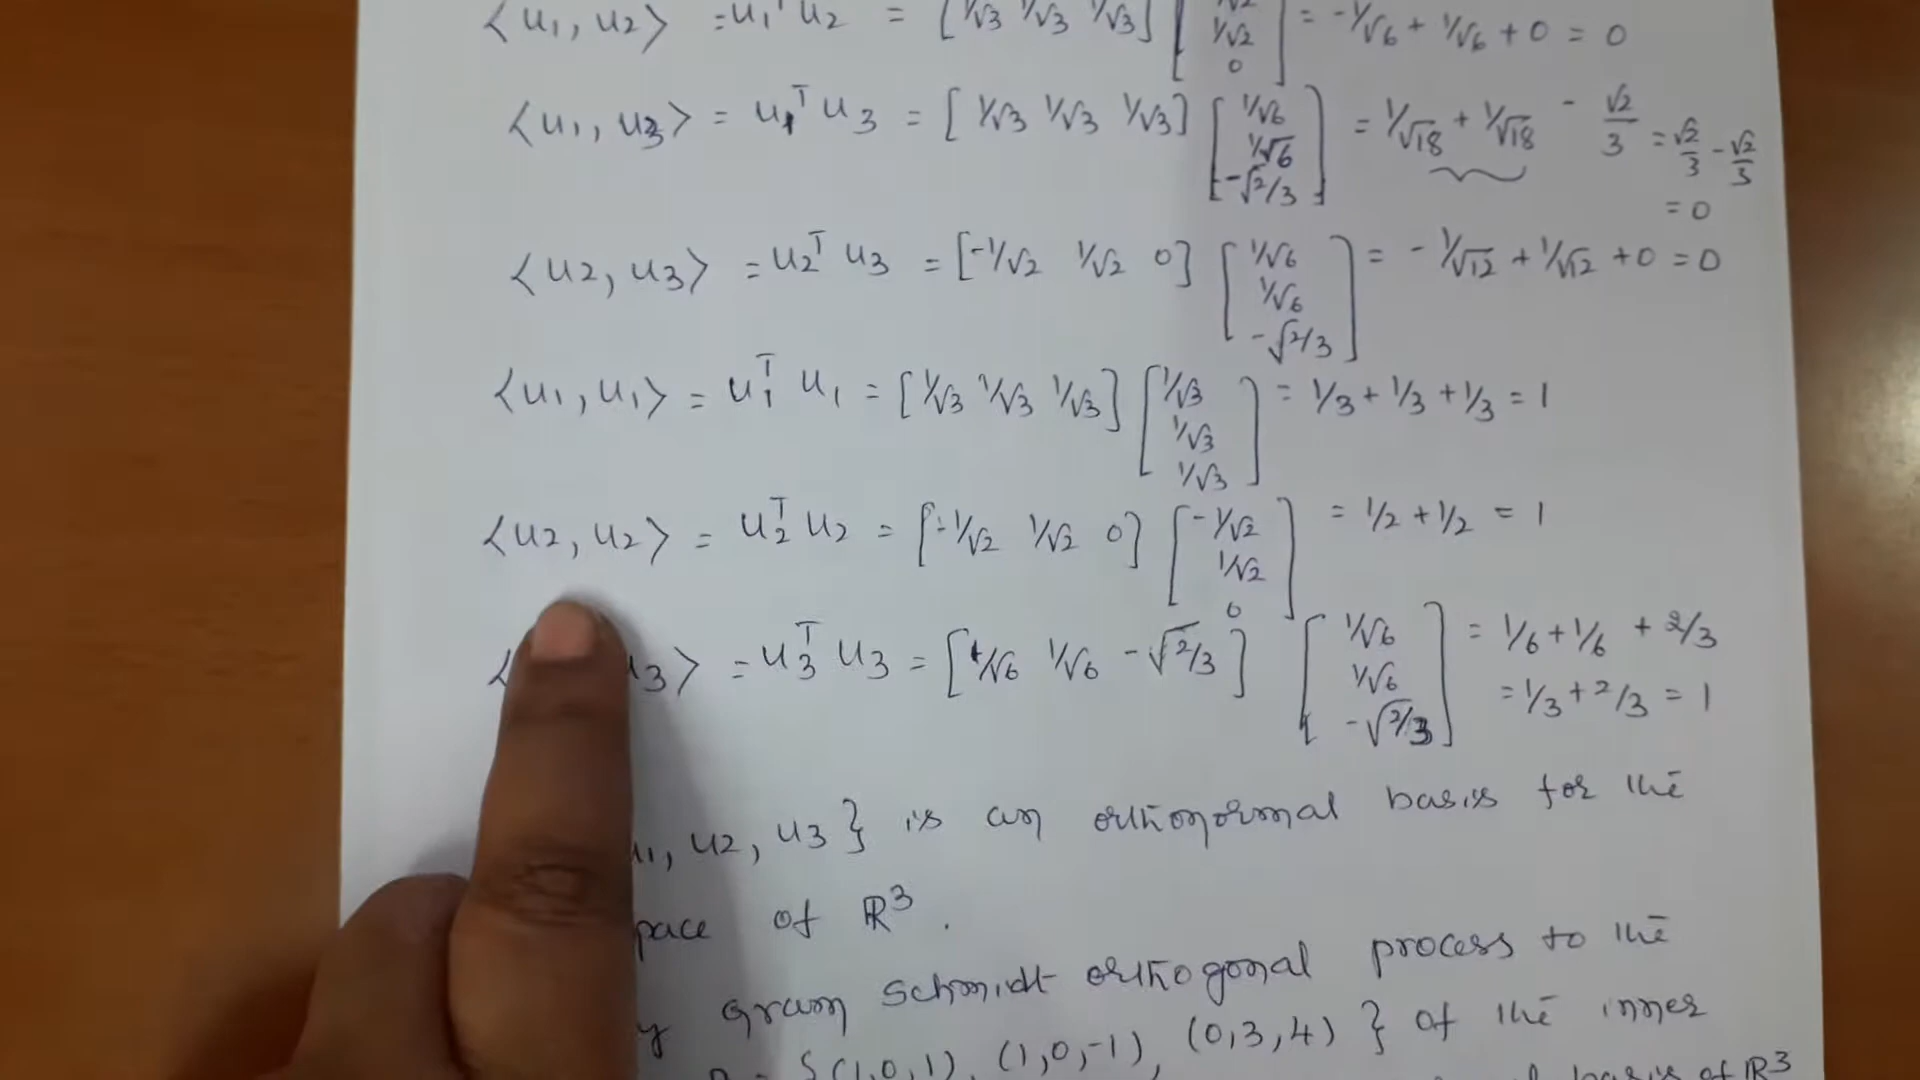 ⟨u1, u2⟩ = u1ᵀ u2 = [1/√3 1/√3 1/√3] [1/√2 0] = -1/√6 + 1/√6 + 0 = 0
⟨u1, u3⟩ = u1ᵀ u3 = [1/√3 1/√3 1/√3] [1/√6 1/√6 -√2/3] = 1/√18 + 1/√18 - √2/3 = √2/3 - √2/3
= 0
⟨u2, u3⟩ = u2ᵀ u3 = [-1/√2 1/√2 0] [1/√6 1/√6 -√2/3] = -1/√12 + 1/√12 + 0 = 0
⟨u1, u1⟩ = u1ᵀ u1 = [1/√3 1/√3 1/√3] [1/√3 1/√3 1/√3] = 1/3 + 1/3 + 1/3 = 1
⟨u2, u2⟩ = u2ᵀ u2 = [-1/√2 1/√2 0] [-1/√2 1/√2 0] = 1/2 + 1/2 = 1
⟨ u3⟩ = u3ᵀ u3 = [1/√6 1/√6 -√2/3] [1/√6 1/√6 -√2/3] = 1/6 + 1/6 + 2/3
= 1/3 + 2/3 = 1
u1, u2, u3 } is an orthonormal basis for the
pace of ℝ³.
y gram schmidt orthogonal process to the
= {(1,0,1), (1,0,-1), (0,3,4) } of the inner
basis of ℝ³